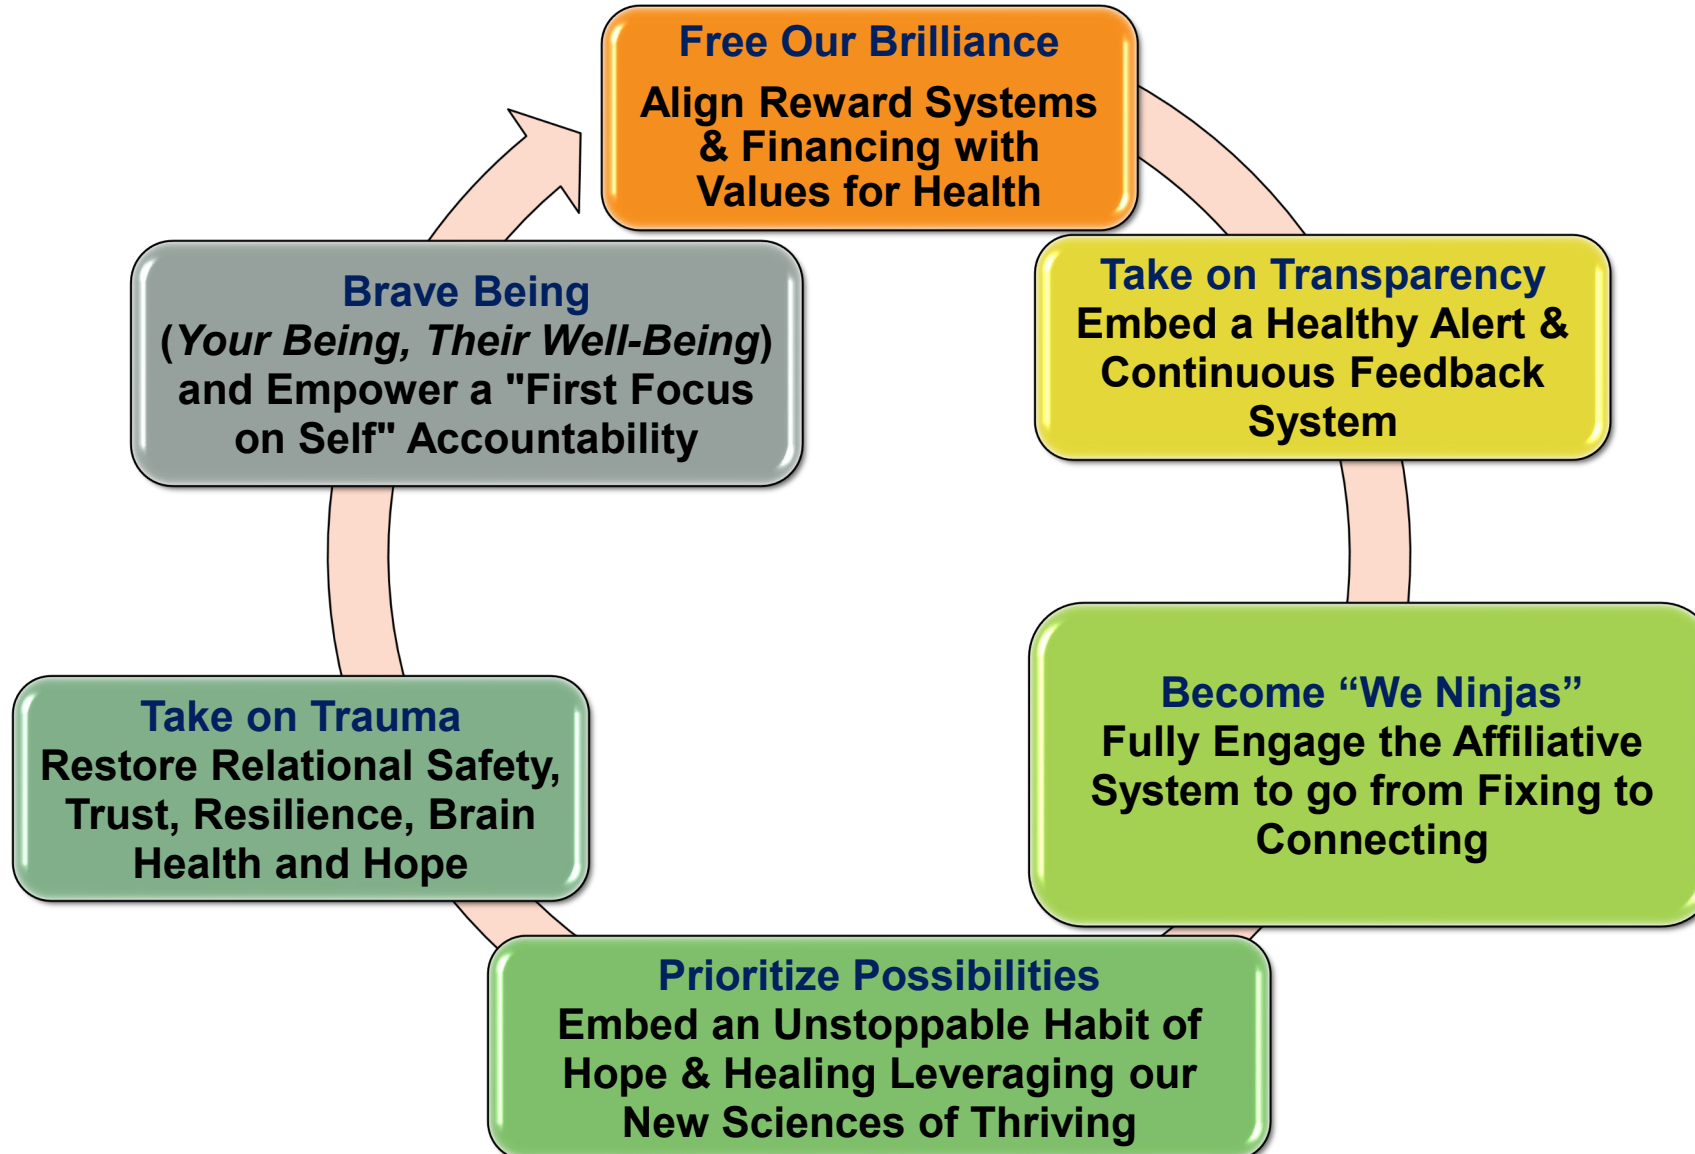 Free Our Brilliance
Align Reward Systems
& Financing with
Values for Health
Take on Transparency
Embed a Healthy Alert &
Continuous Feedback
System
Become “We Ninjas”
Fully Engage the Affiliative
System to go from Fixing to
Connecting
Prioritize Possibilities
Embed an Unstoppable Habit of
Hope & Healing Leveraging our
New Sciences of Thriving
Take on Trauma
Restore Relational Safety,
Trust, Resilience, Brain
Health and Hope
Brave Being
(Your Being, Their Well-Being)
and Empower a "First Focus
on Self" Accountability